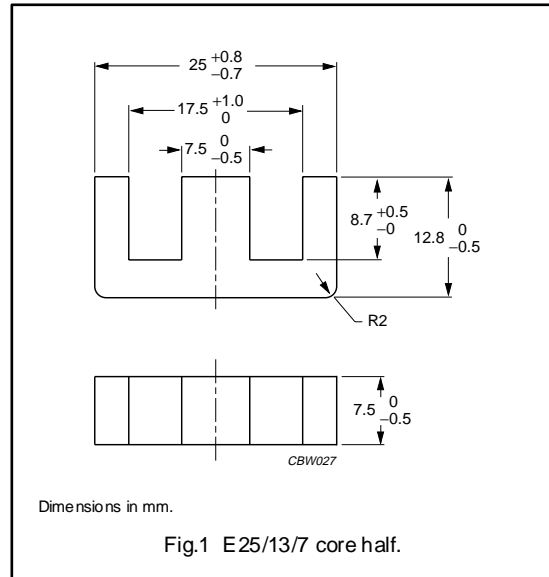 25 +0.8 −0.7
17.5 +1.0 0
7.5 0 −0.5
8.7 +0.5 −0
12.8 0 −0.5
R2
7.5 0 −0.5
CBW027
Dimensions in mm.
Fig.1 E25/13/7 core half.